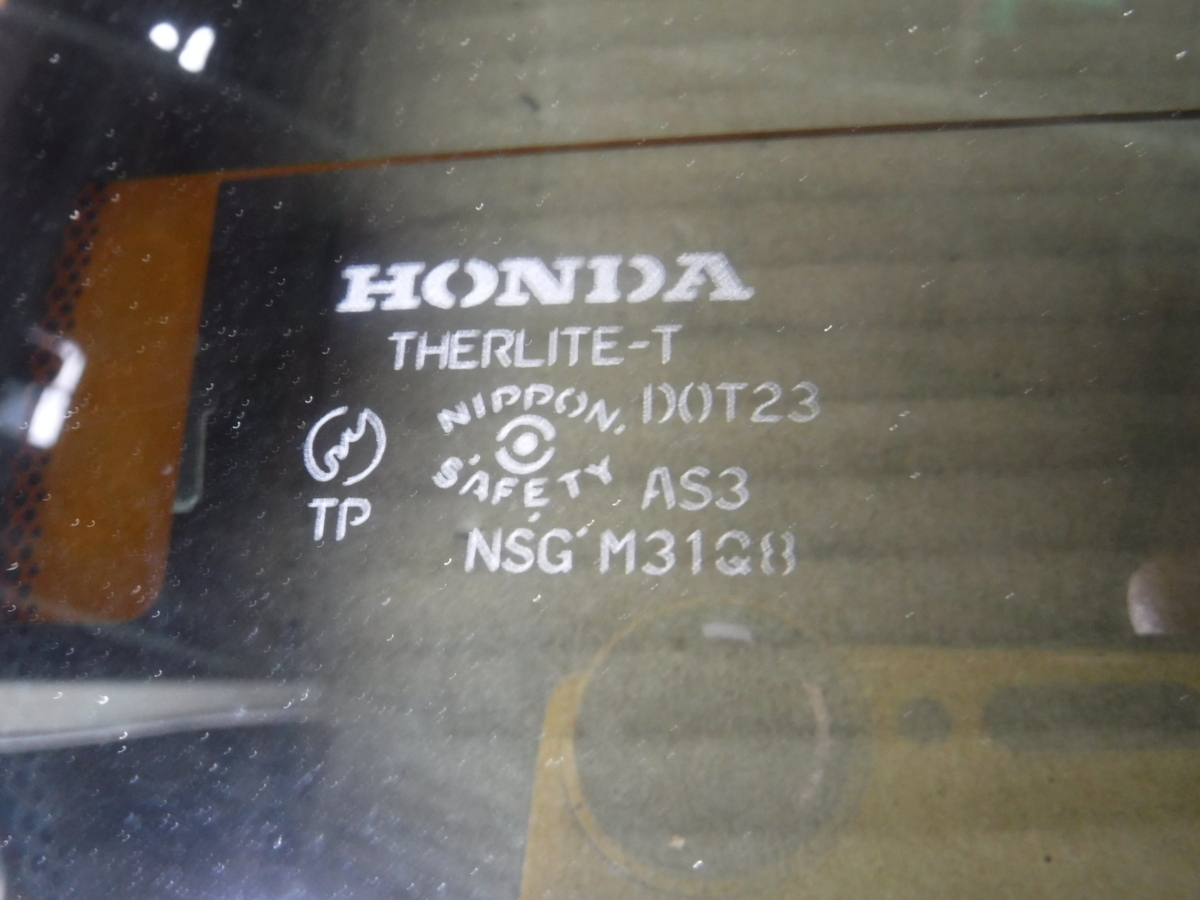 HONDA
THERLITE-T
NIPPON SAFETY
DOT23
AS3
TP
NSG M31Q8